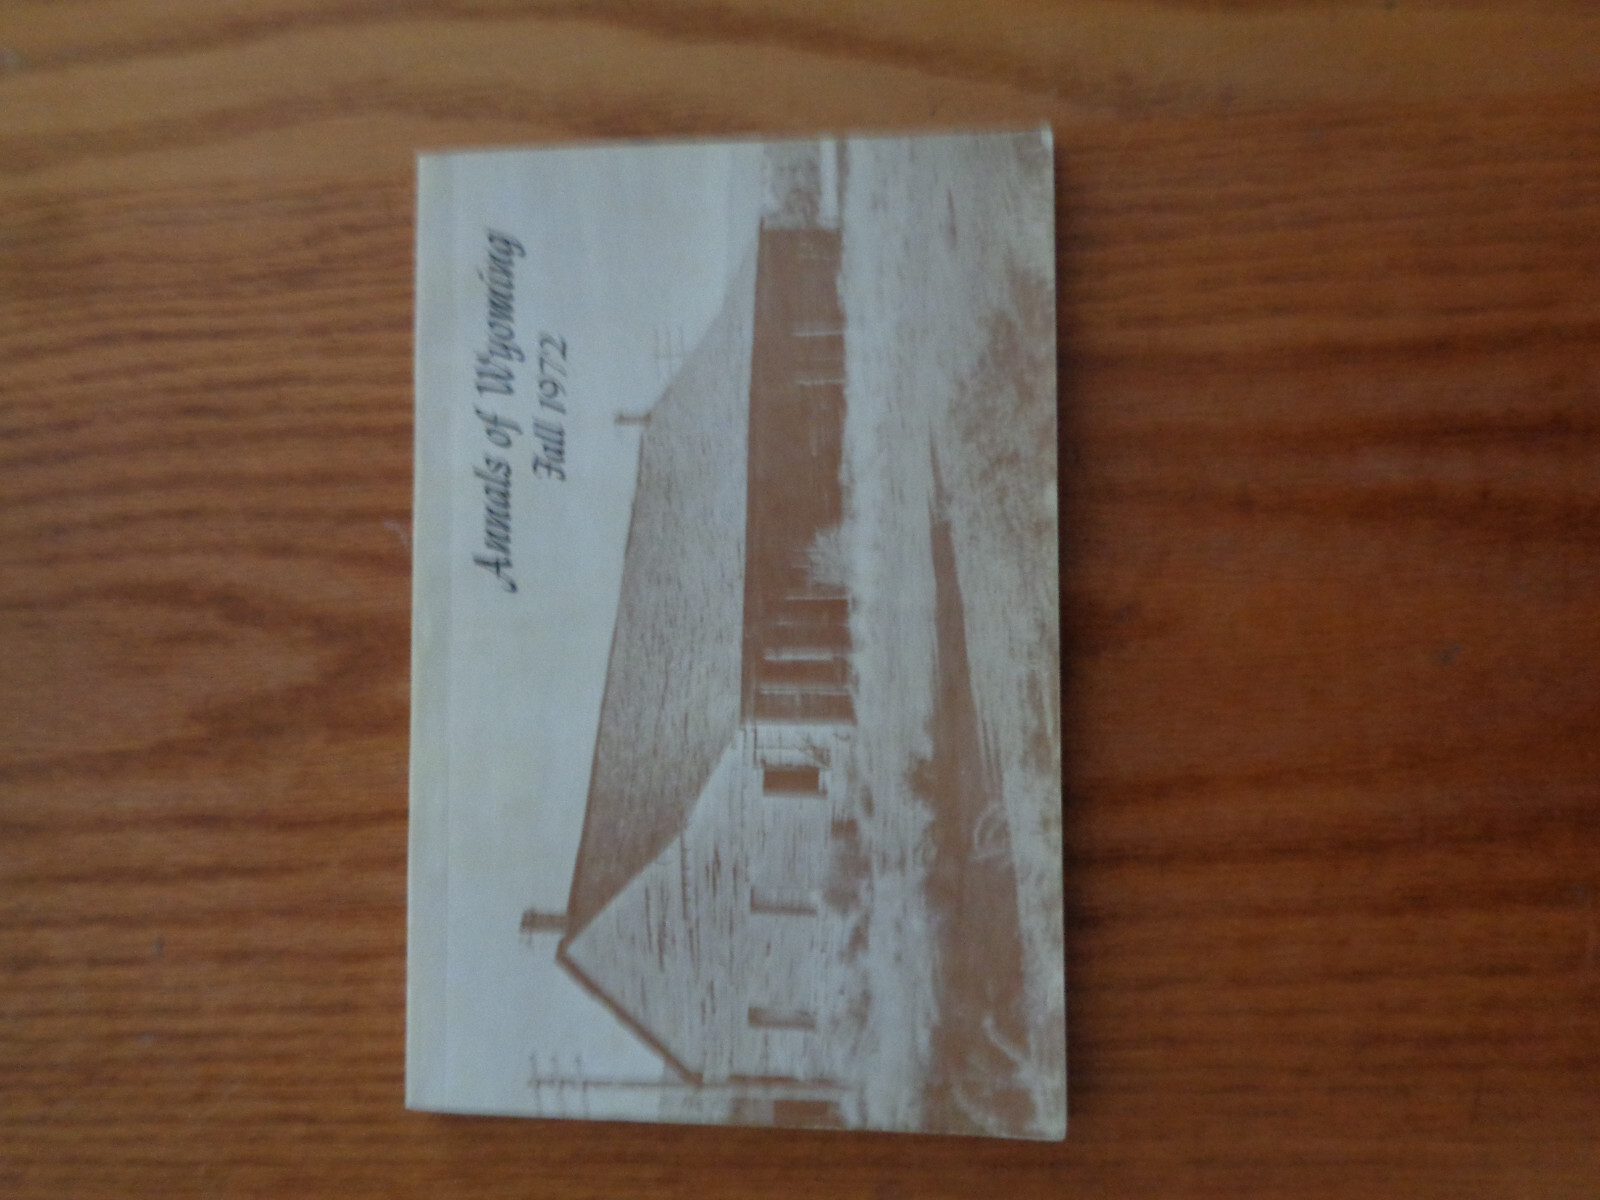 Annals of Wyoming
Fall 1972